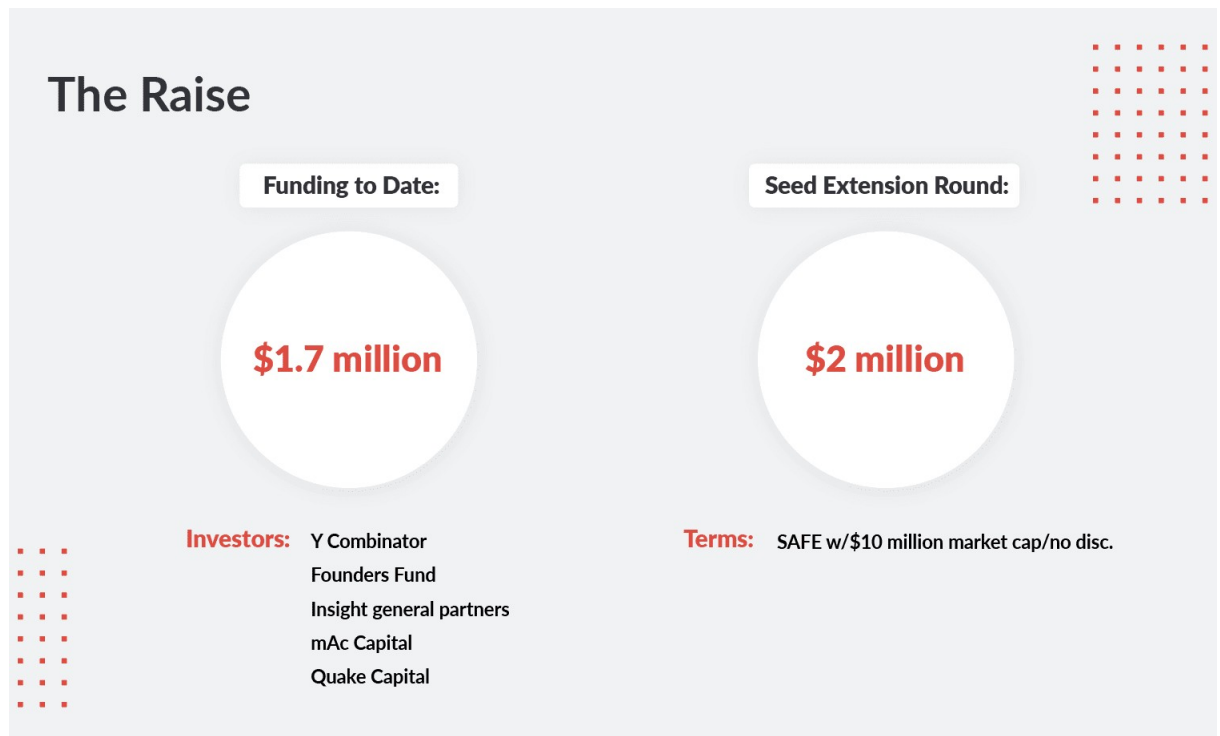 The Raise
Funding to Date:
$1.7 million
Investors: Y Combinator
Founders Fund
Insight general partners
mAc Capital
Quake Capital
Seed Extension Round:
$2 million
Terms: SAFE w/$10 million market cap/no disc.